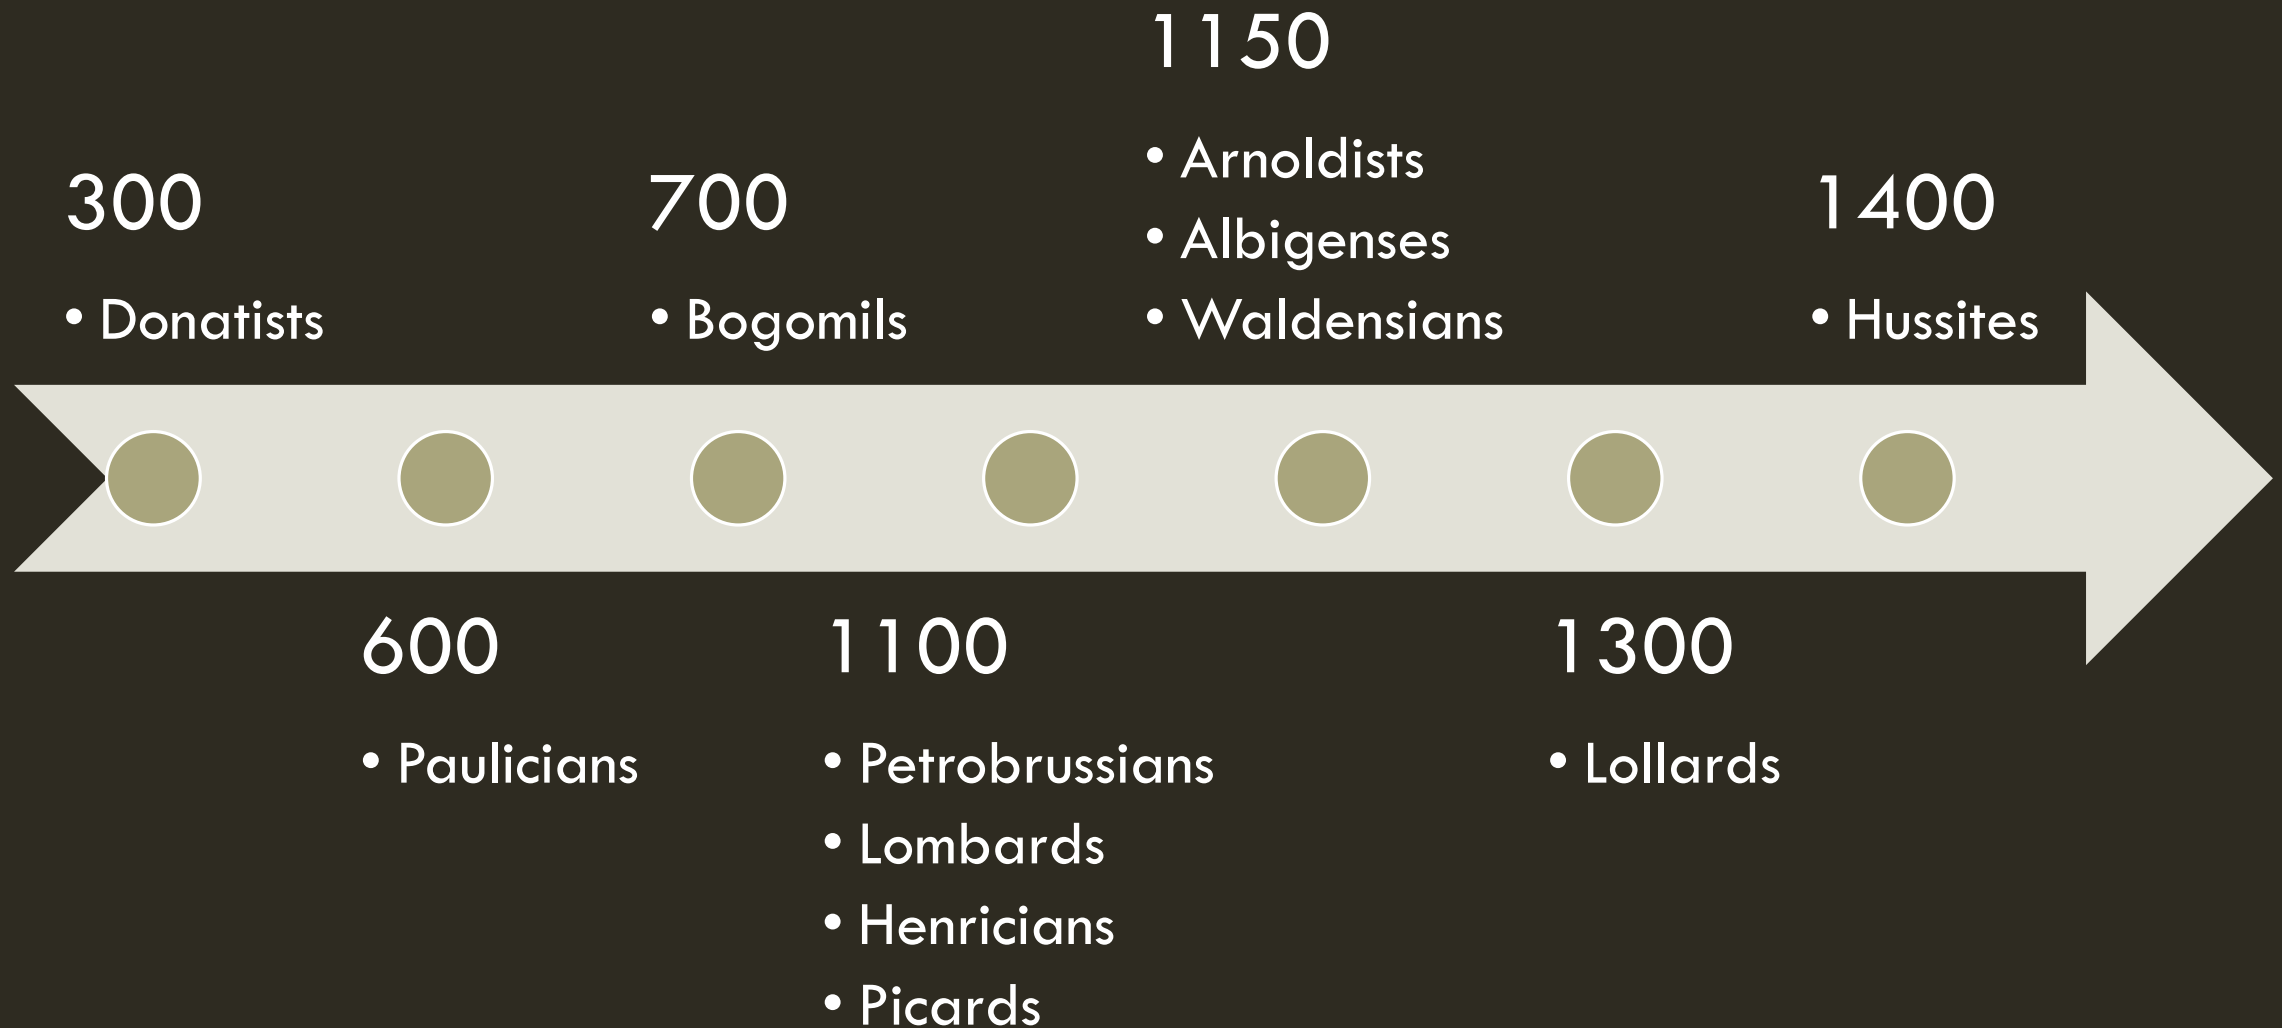 300
• Donatists
600
• Paulicians
700
• Bogomils
1100
• Petrobrussians
• Lombards
• Henricians
• Picards
1150
• Arnoldists
• Albigenses
• Waldensians
1300
• Lollards
1400
• Hussites